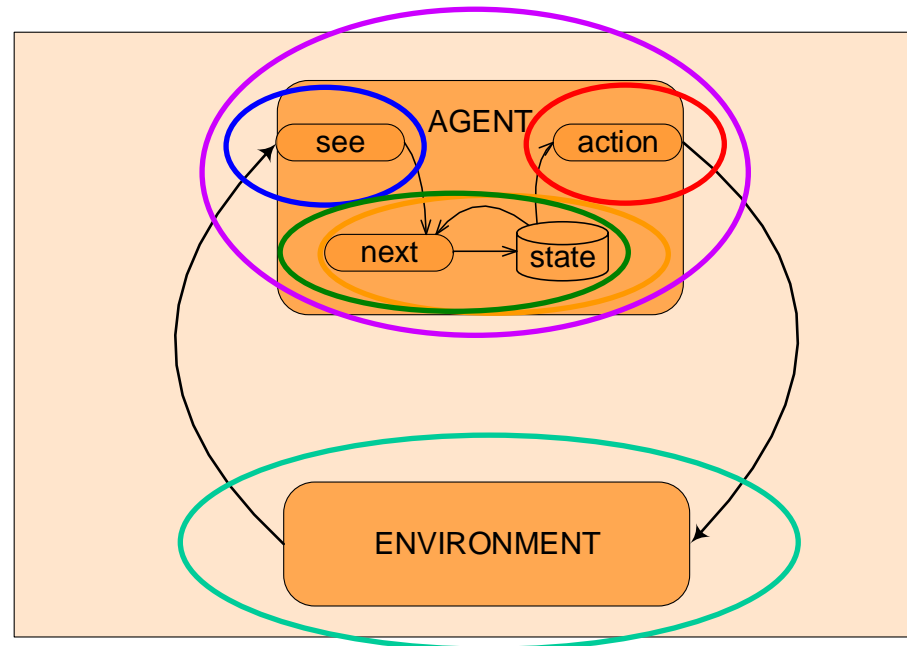 AGENT
see
action
next
state
ENVIRONMENT